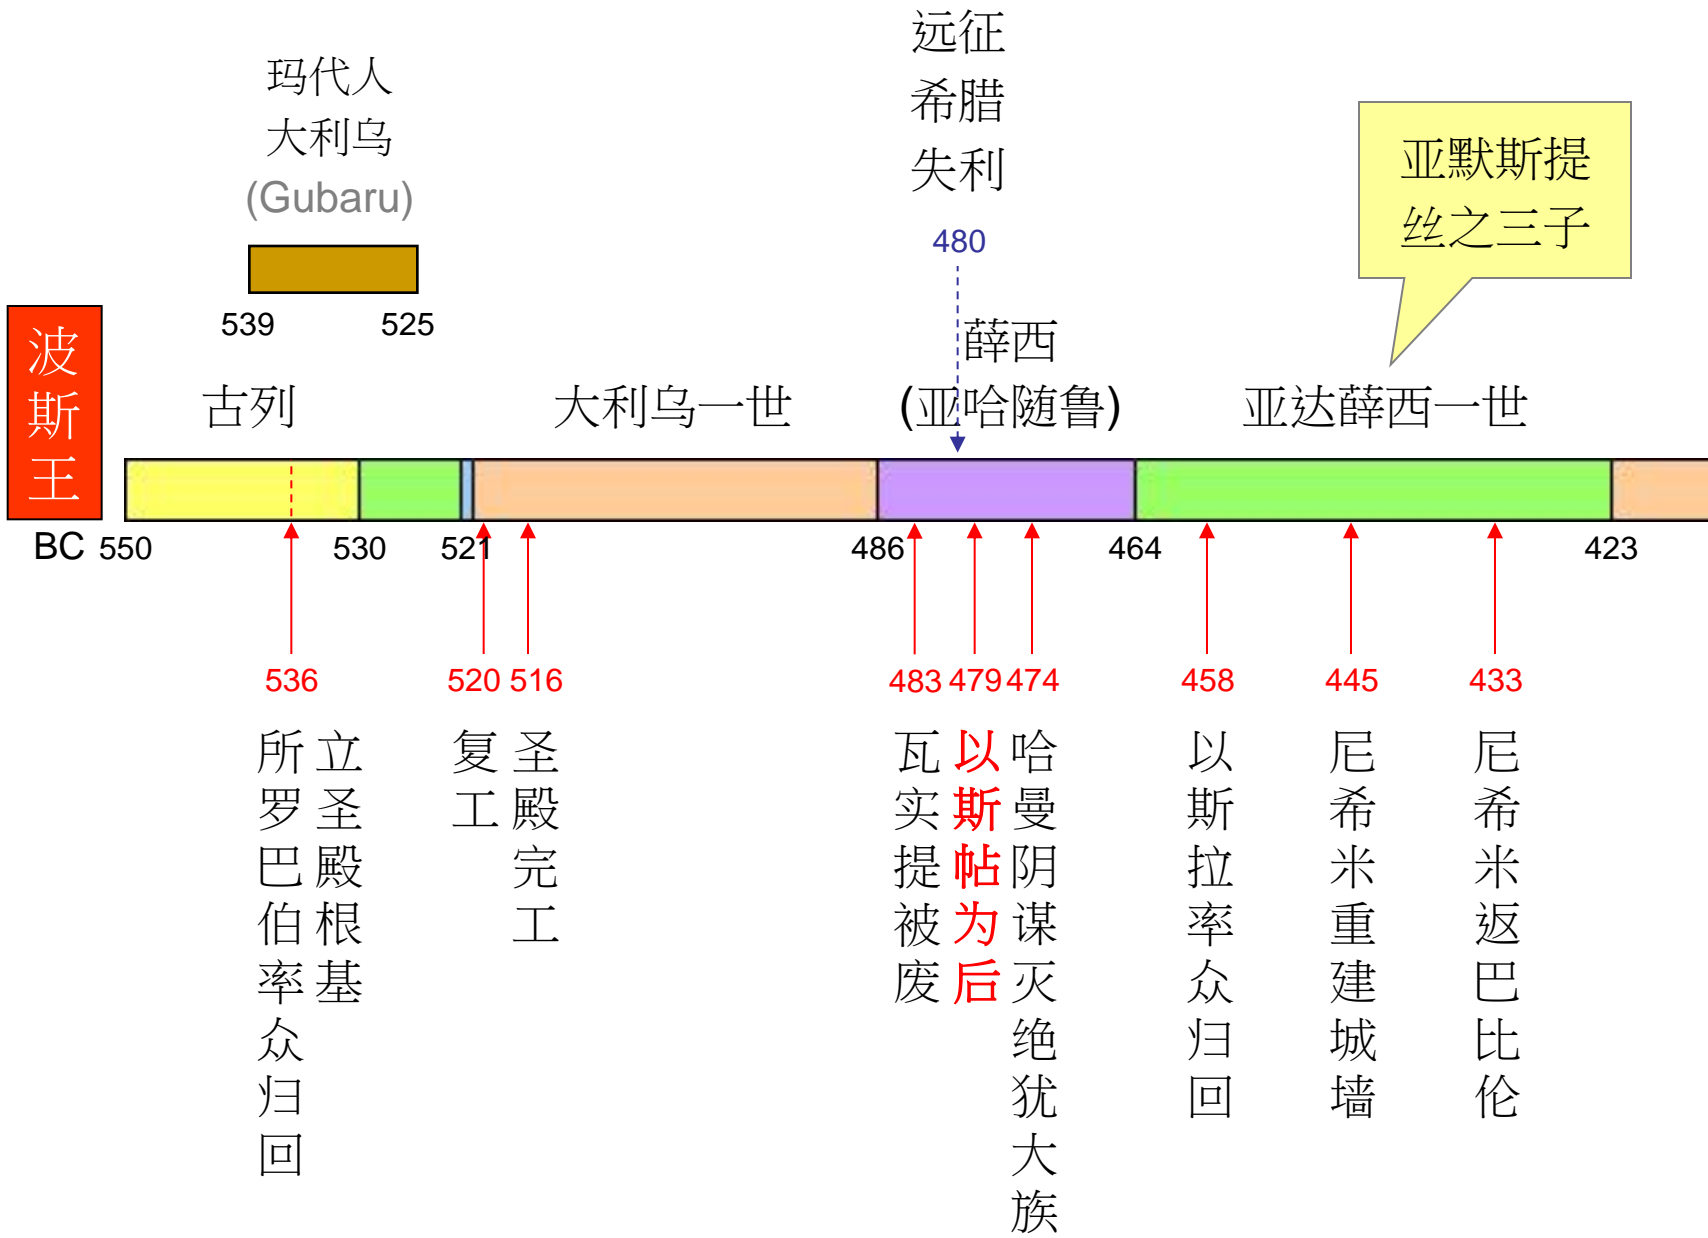 远征
希腊
失利
玛代人
大利乌
(Gubaru)
亚默斯提
丝之三子
480
539 525
波斯王
薛西
古列 大利乌一世 (亚哈随鲁) 亚达薛西一世
BC 550 530 521 486 464 423
536 520 516 483 479 474 458 445 433
所罗巴伯率众归回
立圣殿根基
复工
圣殿完工
瓦实提被废
以斯帖为后
哈曼阴谋灭绝犹大族
以斯拉率众归回
尼希米重建城墙
尼希米返巴比伦